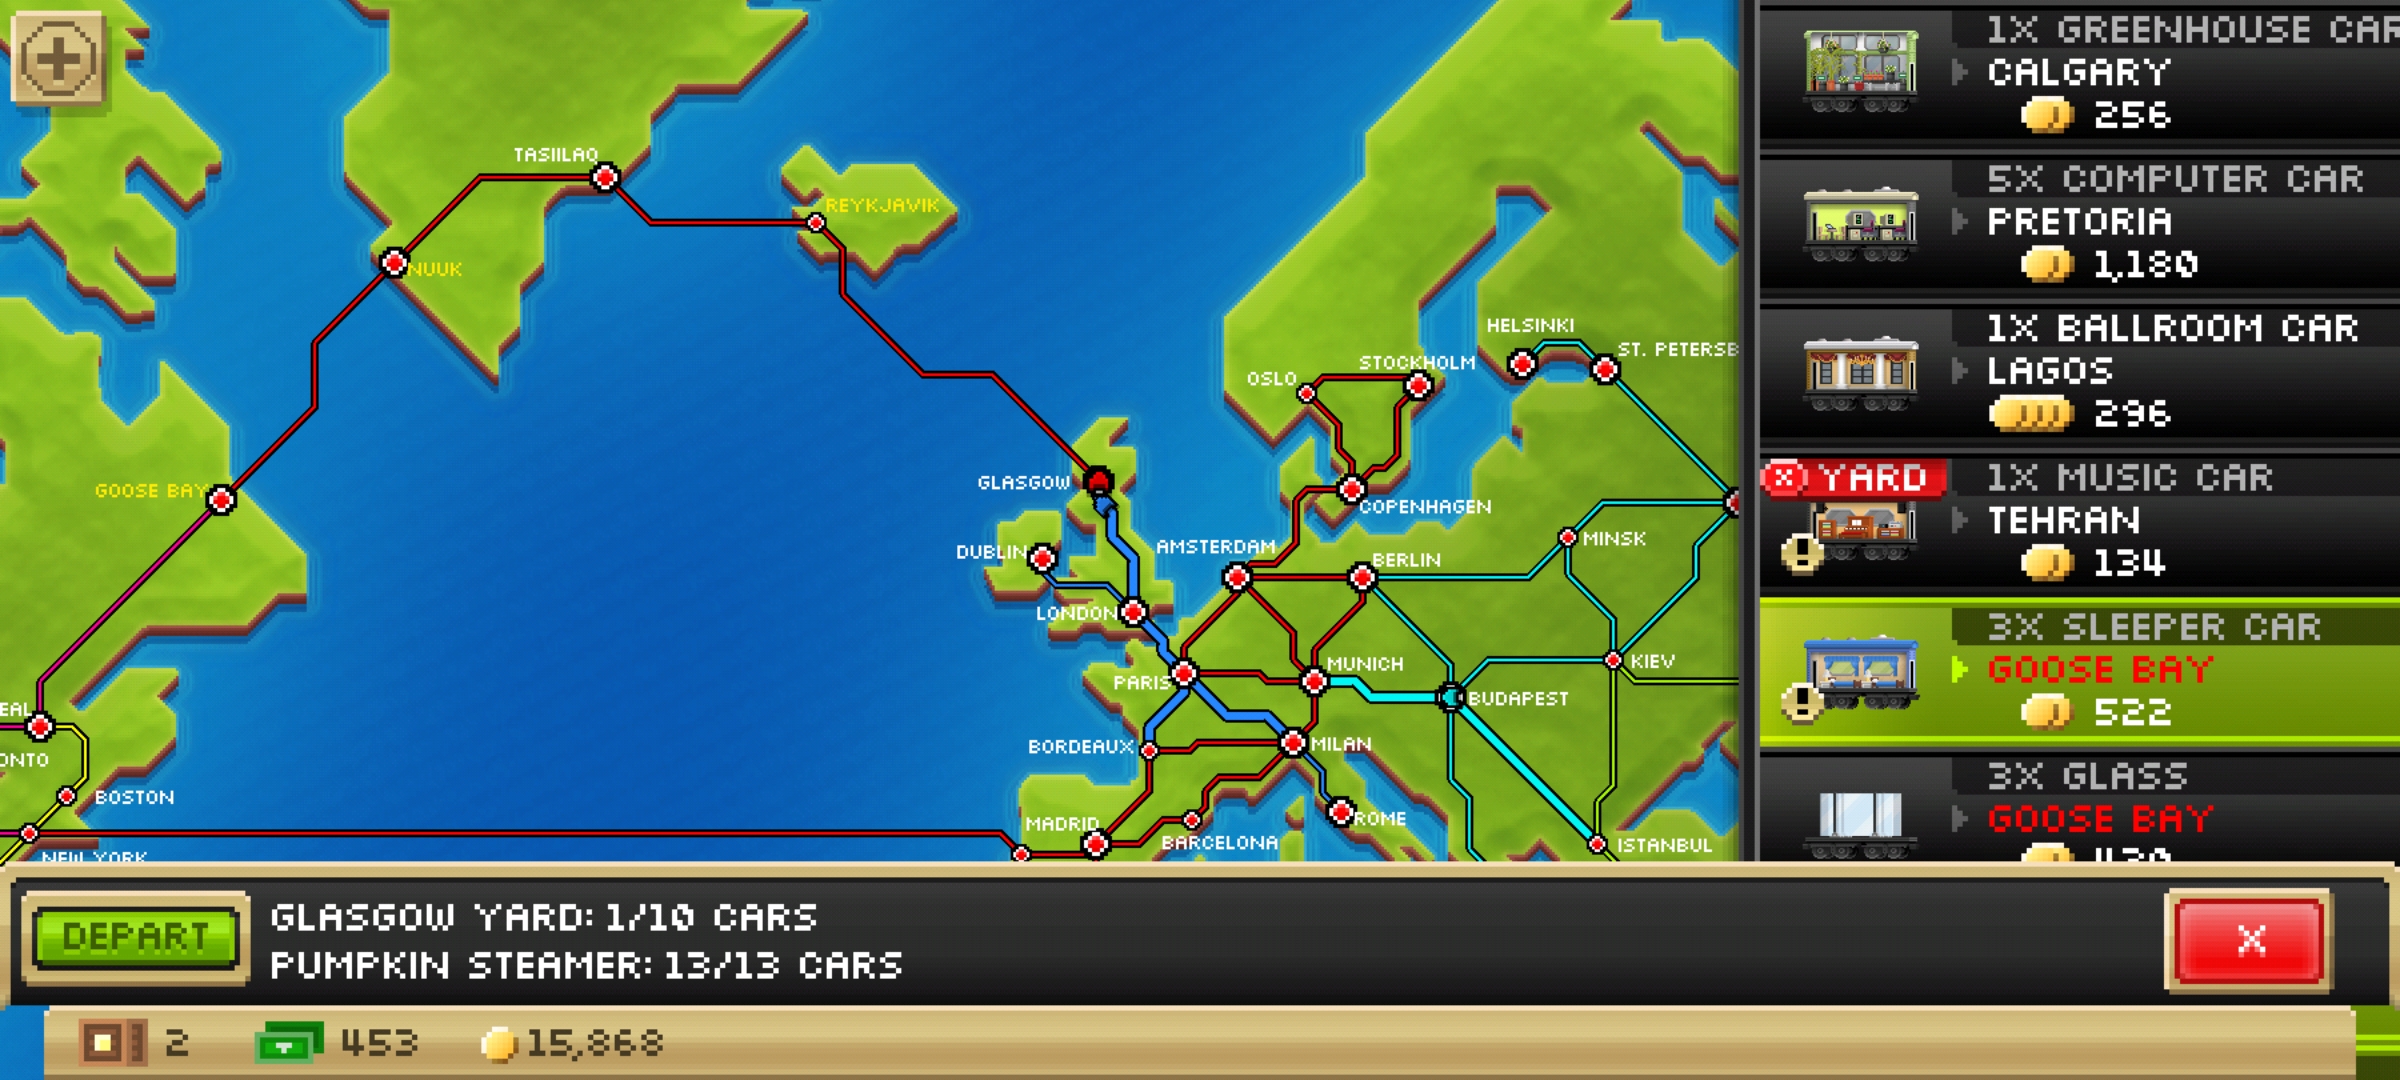 TASIILAQ
REYKJAVIK
NUUK
HELSINKI
STOCKHOLM
ST. PETERSB
OSLO
GLASGOW
GOOSE BAY
COPENHAGEN
MINSK
AMSTERDAM
DUBLIN
BERLIN
LONDON
MUNICH
KIEV
PARIS
BUDAPEST
EAL
BORDEAUX
MILAN
ONTO
BOSTON
MADRID
ROME
BARCELONA
ISTANBUL
NEW YORK
1X GREENHOUSE CAR
CALGARY
256
5X COMPUTER CAR
PRETORIA
1,180
1X BALLROOM CAR
LAGOS
296
X YARD
1X MUSIC CAR
TEHRAN
134
3X SLEEPER CAR
GOOSE BAY
522
3X GLASS
GOOSE BAY
DEPART
GLASGOW YARD: 1/10 CARS
PUMPKIN STEAMER: 13/13 CARS
X
2
453
15,868